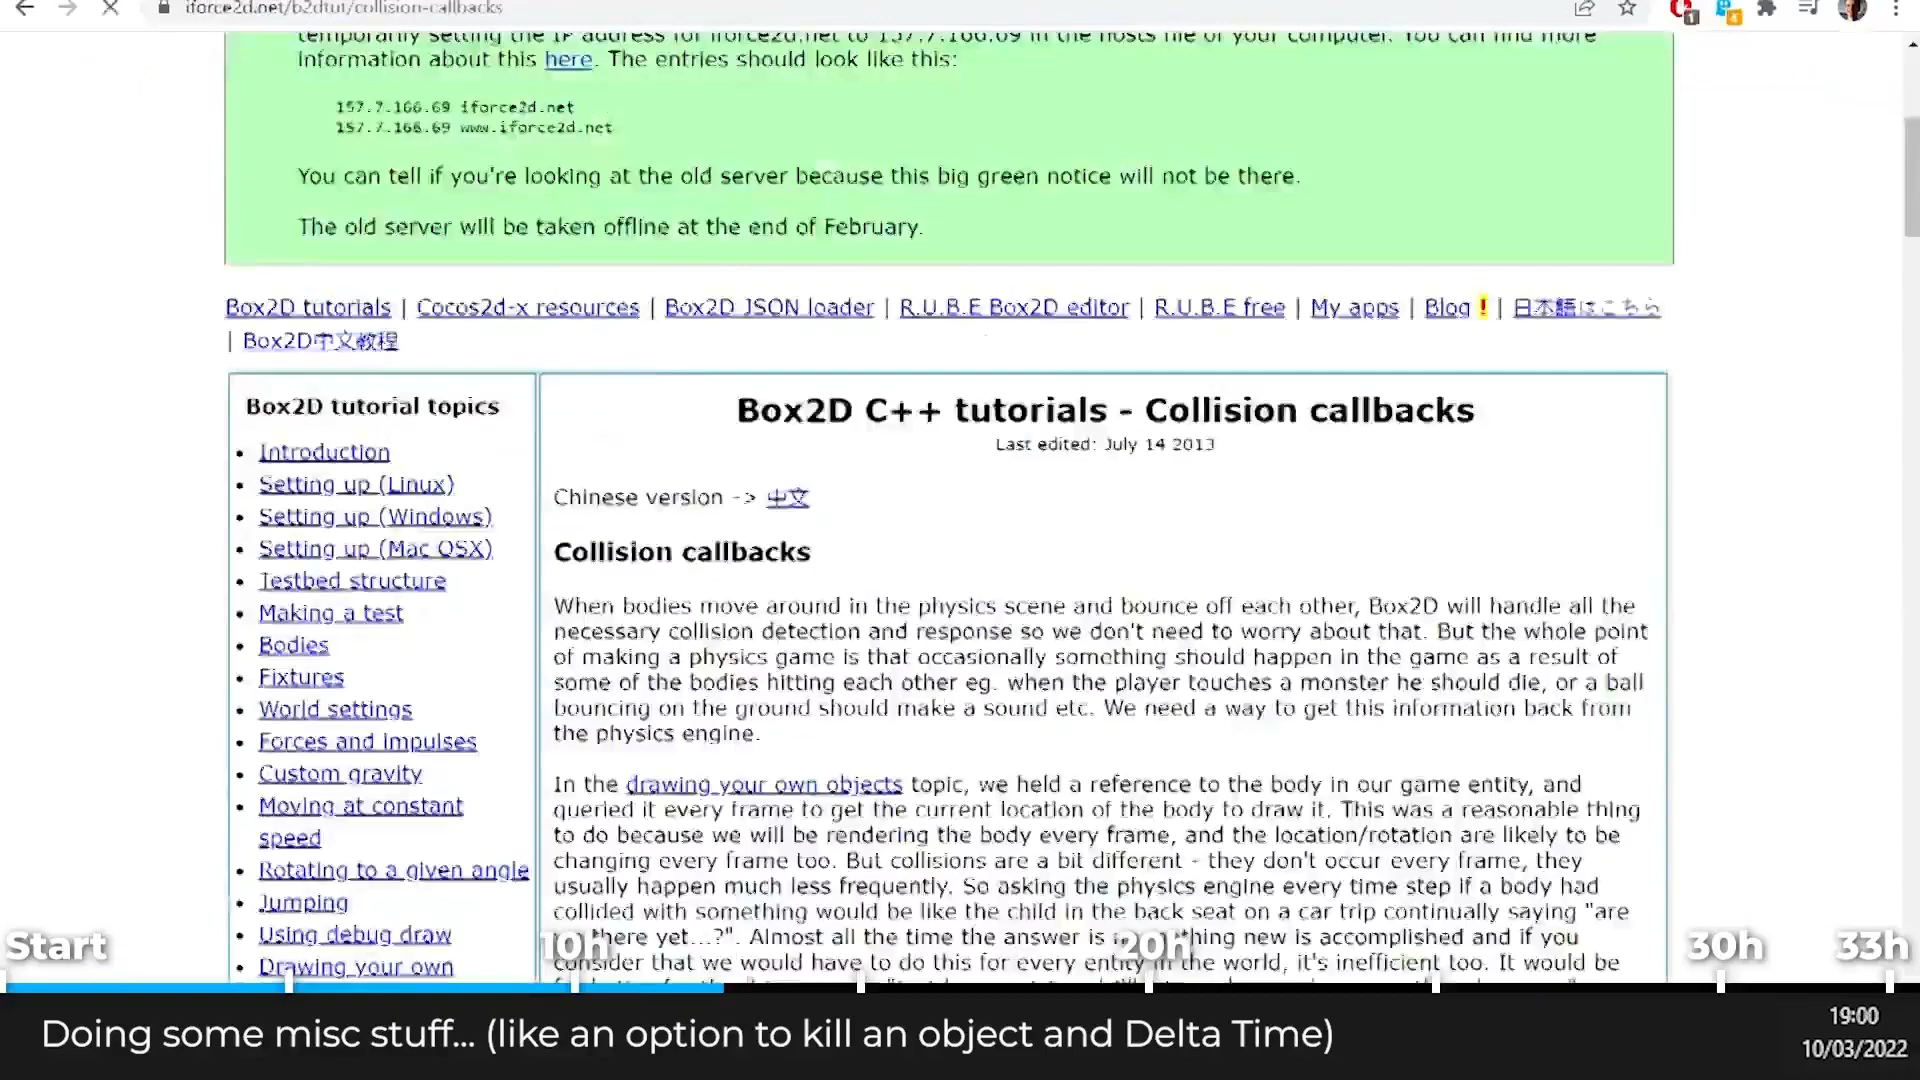 iforce2d.net/b2dtut/collision-callbacks
temporarily setting the IP address for iforce2d.net to 157.7.166.69 in the hosts file of your computer. You can find more
information about this here. The entries should look like this:
157.7.166.69 iforce2d.net
157.7.166.69 www.iforce2d.net
You can tell if you're looking at the old server because this big green notice will not be there.
The old server will be taken offline at the end of February.
Box2D tutorials | Cocos2d-x resources | Box2D JSON loader | R.U.B.E Box2D editor | R.U.B.E free | My apps | Blog ! | 日本語はこちら
| Box2D中文教程
Box2D tutorial topics
Introduction
Setting up (Linux)
Setting up (Windows)
Setting up (Mac OSX)
Testbed structure
Making a test
Bodies
Fixtures
World settings
Forces and impulses
Custom gravity
Moving at constant
speed
Rotating to a given angle
Jumping
Using debug draw
Drawing your own
Box2D C++ tutorials - Collision callbacks
Last edited: July 14 2013
Chinese version -> 中文
Collision callbacks
When bodies move around in the physics scene and bounce off each other, Box2D will handle all the
necessary collision detection and response so we don't need to worry about that. But the whole point
of making a physics game is that occasionally something should happen in the game as a result of
some of the bodies hitting each other eg. when the player touches a monster he should die, or a ball
bouncing on the ground should make a sound etc. We need a way to get this information back from
the physics engine.
In the drawing your own objects topic, we held a reference to the body in our game entity, and
queried it every frame to get the current location of the body to draw it. This was a reasonable thing
to do because we will be rendering the body every frame, and the location/rotation are likely to be
changing every frame too. But collisions are a bit different - they don't occur every frame, they
usually happen much less frequently. So asking the physics engine every time step if a body had
collided with something would be like the child in the back seat on a car trip continually saying "are
there yet...?". Almost all the time the answer is thing new is accomplished and if you
consider that we would have to do this for every entity in the world, it's inefficient too. It would be
Start
10h
20h
30h
33h
Doing some misc stuff... (like an option to kill an object and Delta Time)
19:00
10/03/2022